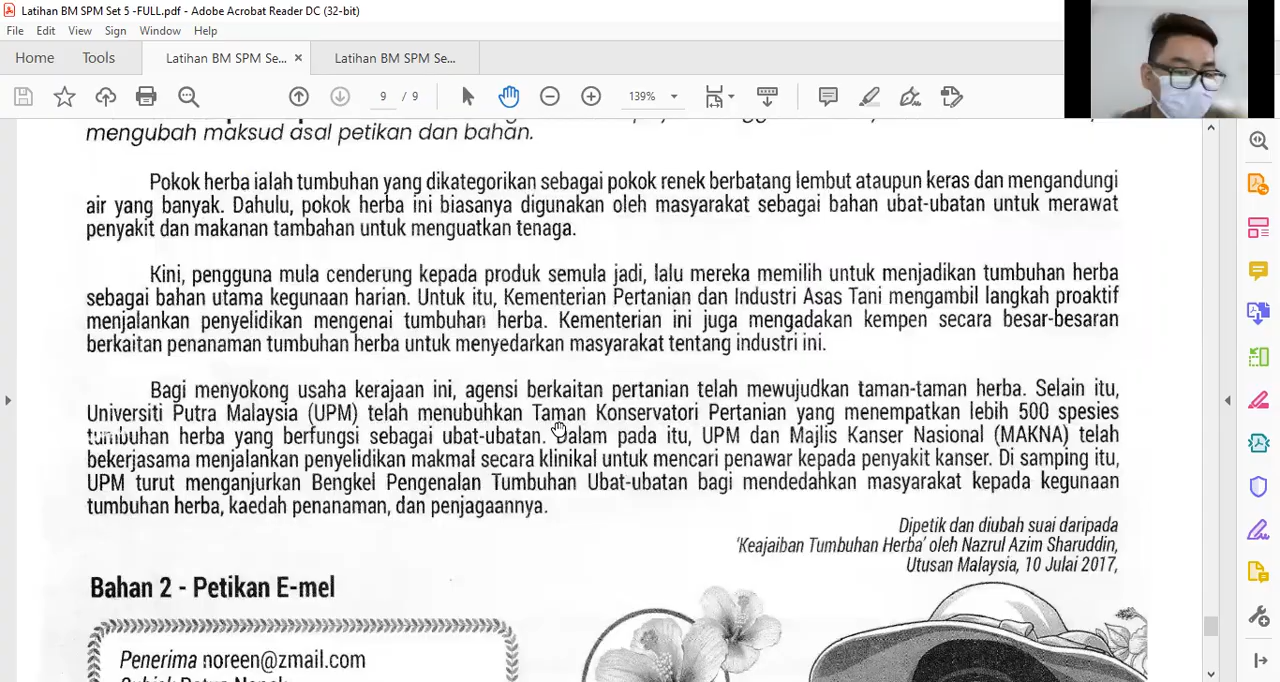 Latihan BM SPM Set 5 -FULL.pdf - Adobe Acrobat Reader DC (32-bit)
File Edit View Sign Window Help
Home Tools Latihan BM SPM Se... × Latihan BM SPM Se...
9 / 9 139%
mengubah maksud asal petikan dan bahan.
Pokok herba ialah tumbuhan yang dikategorikan sebagai pokok renek berbatang lembut ataupun keras dan mengandungi
air yang banyak. Dahulu, pokok herba ini biasanya digunakan oleh masyarakat sebagai bahan ubat-ubatan untuk merawat
penyakit dan makanan tambahan untuk menguatkan tenaga.
Kini, pengguna mula cenderung kepada produk semula jadi, lalu mereka memilih untuk menjadikan tumbuhan herba
sebagai bahan utama kegunaan harian. Untuk itu, Kementerian Pertanian dan Industri Asas Tani mengambil langkah proaktif
menjalankan penyelidikan mengenai tumbuhan herba. Kementerian ini juga mengadakan kempen secara besar-besaran
berkaitan penanaman tumbuhan herba untuk menyedarkan masyarakat tentang industri ini.
Bagi menyokong usaha kerajaan ini, agensi berkaitan pertanian telah mewujudkan taman-taman herba. Selain itu,
Universiti Putra Malaysia (UPM) telah menubuhkan Taman Konservatori Pertanian yang menempatkan lebih 500 spesies
tumbuhan herba yang berfungsi sebagai ubat-ubatan. Dalam pada itu, UPM dan Majlis Kanser Nasional (MAKNA) telah
bekerjasama menjalankan penyelidikan makmal secara klinikal untuk mencari penawar kepada penyakit kanser. Di samping itu,
UPM turut menganjurkan Bengkel Pengenalan Tumbuhan Ubat-ubatan bagi mendedahkan masyarakat kepada kegunaan
tumbuhan herba, kaedah penanaman, dan penjagaannya.
Dipetik dan diubah suai daripada
'Keajaiban Tumbuhan Herba' oleh Nazrul Azim Sharuddin,
Utusan Malaysia, 10 Julai 2017,
Bahan 2 - Petikan E-mel
Penerima noreen@zmail.com